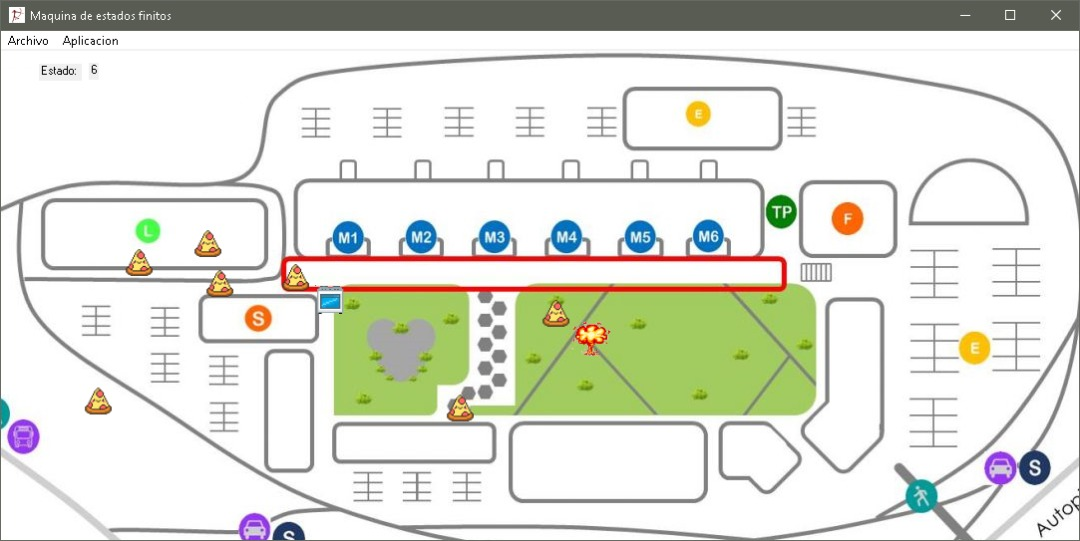 Maquina de estados finitos
Archivo Aplicacion
Estado: 6
E
L
M1 M2 M3 M4 M5 M6
TP
F
S
E
S
S
Autop